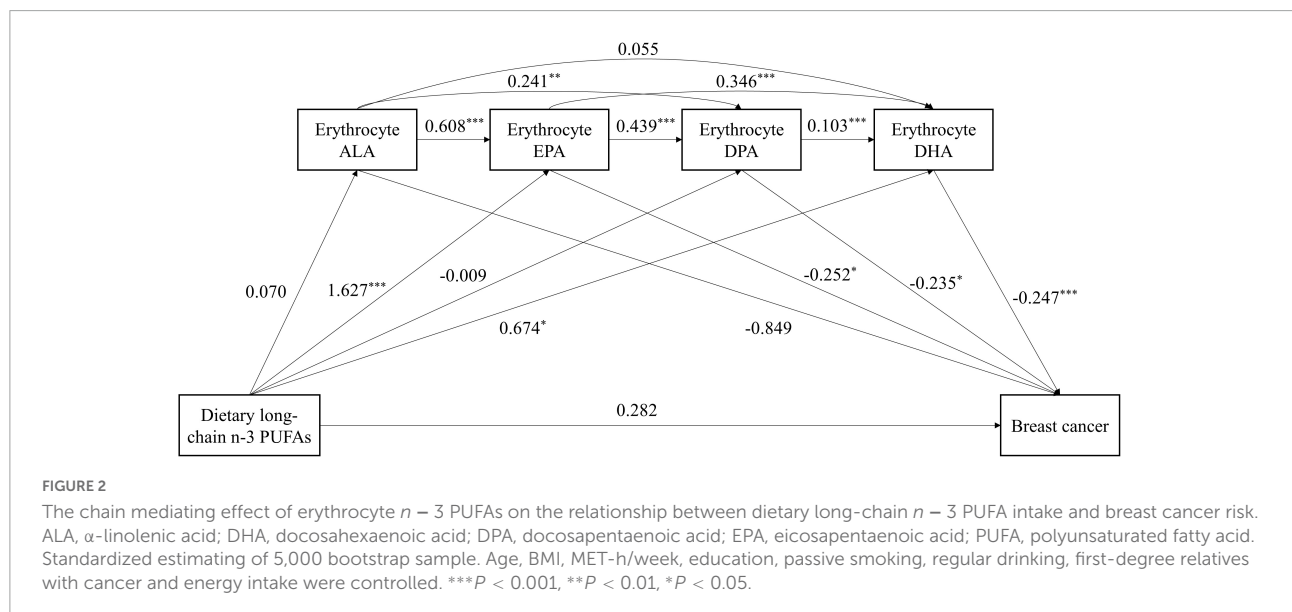 0.055
0.241** 0.346***
Erythrocyte
ALA
0.608***
Erythrocyte
EPA
0.439***
Erythrocyte
DPA
0.103***
Erythrocyte
DHA
0.070
1.627***
-0.009
0.674*
-0.252*
-0.235*
-0.247***
-0.849
Dietary long-
chain n-3 PUFAs
0.282
Breast cancer
FIGURE 2
The chain mediating effect of erythrocyte n − 3 PUFAs on the relationship between dietary long-chain n − 3 PUFA intake and breast cancer risk.
ALA, α-linolenic acid; DHA, docosahexaenoic acid; DPA, docosapentaenoic acid; EPA, eicosapentaenoic acid; PUFA, polyunsaturated fatty acid.
Standardized estimating of 5,000 bootstrap sample. Age, BMI, MET-h/week, education, passive smoking, regular drinking, first-degree relatives
with cancer and energy intake were controlled. ***P < 0.001, **P < 0.01, *P < 0.05.